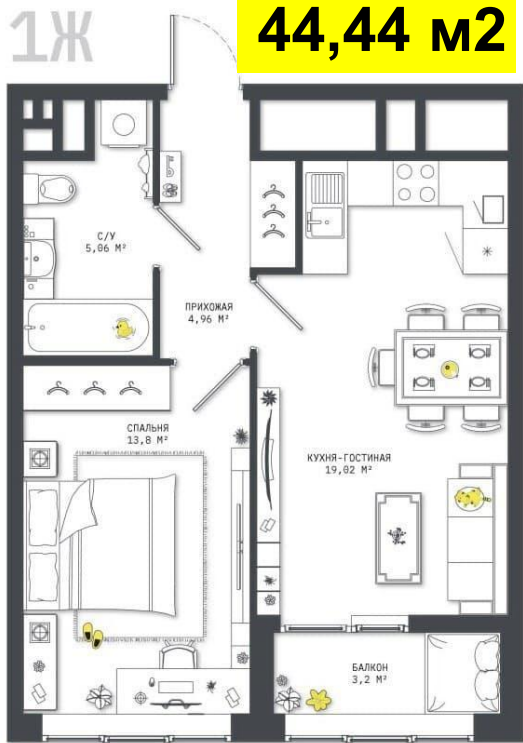 1Ж
44,44 м2
С/У
5,06 М²
ПРИХОЖАЯ
4,96 М²
СПАЛЬНЯ
13,8 М²
КУХНЯ-ГОСТИНАЯ
19,02 М²
БАЛКОН
3,2 М²